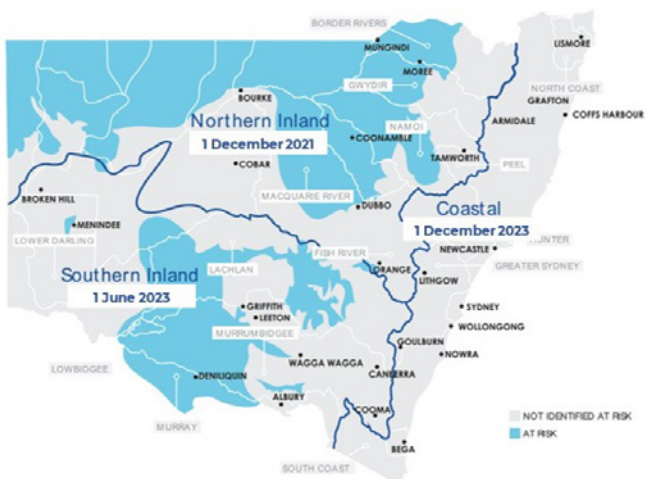 BORDER RIVERS
MUNGINDI
LISMORE
MOREE
GWYDIR
NORTH COAST
BOURKE
GRAFTON
COFFS HARBOUR
Northern Inland
ARMIDALE
NAMOI
1 December 2021
COONAMBLE
TAMWORTH
COBAR
PEEL
BROKEN HILL
MACQUARIE RIVER
DUBBO
Coastal
MENINDEE
1 December 2023
LOWER DARLING
HUNTER
FISH RIVER
NEWCASTLE
Southern Inland
LACHLAN
ORANGE
GREATER SYDNEY
LITHGOW
1 June 2023
GRIFFITH
SYDNEY
LEETON
WOLLONGONG
MURRUMBIDGEE
GOULBURN
NOWRA
WAGGA WAGGA
LOWBIDGEE
CANBERRA
DENILIQUIN
ALBURY
COOMA
NOT IDENTIFIED AT RISK
MURRAY
AT RISK
BEGA
SOUTH COAST